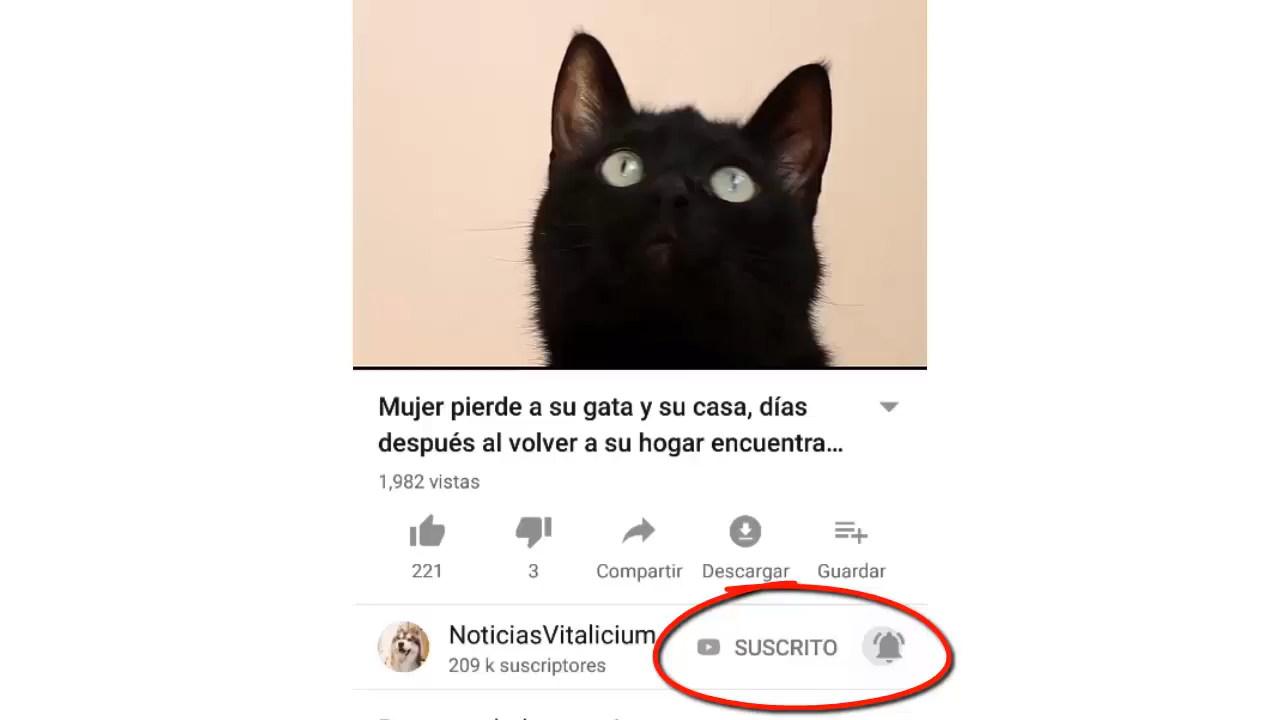 Mujer pierde a su gata y su casa, días
después al volver a su hogar encuentra...
1,982 vistas
221
3
Compartir
Descargar
Guardar
NoticiasVitalicium
209 k suscriptores
SUSCRITO